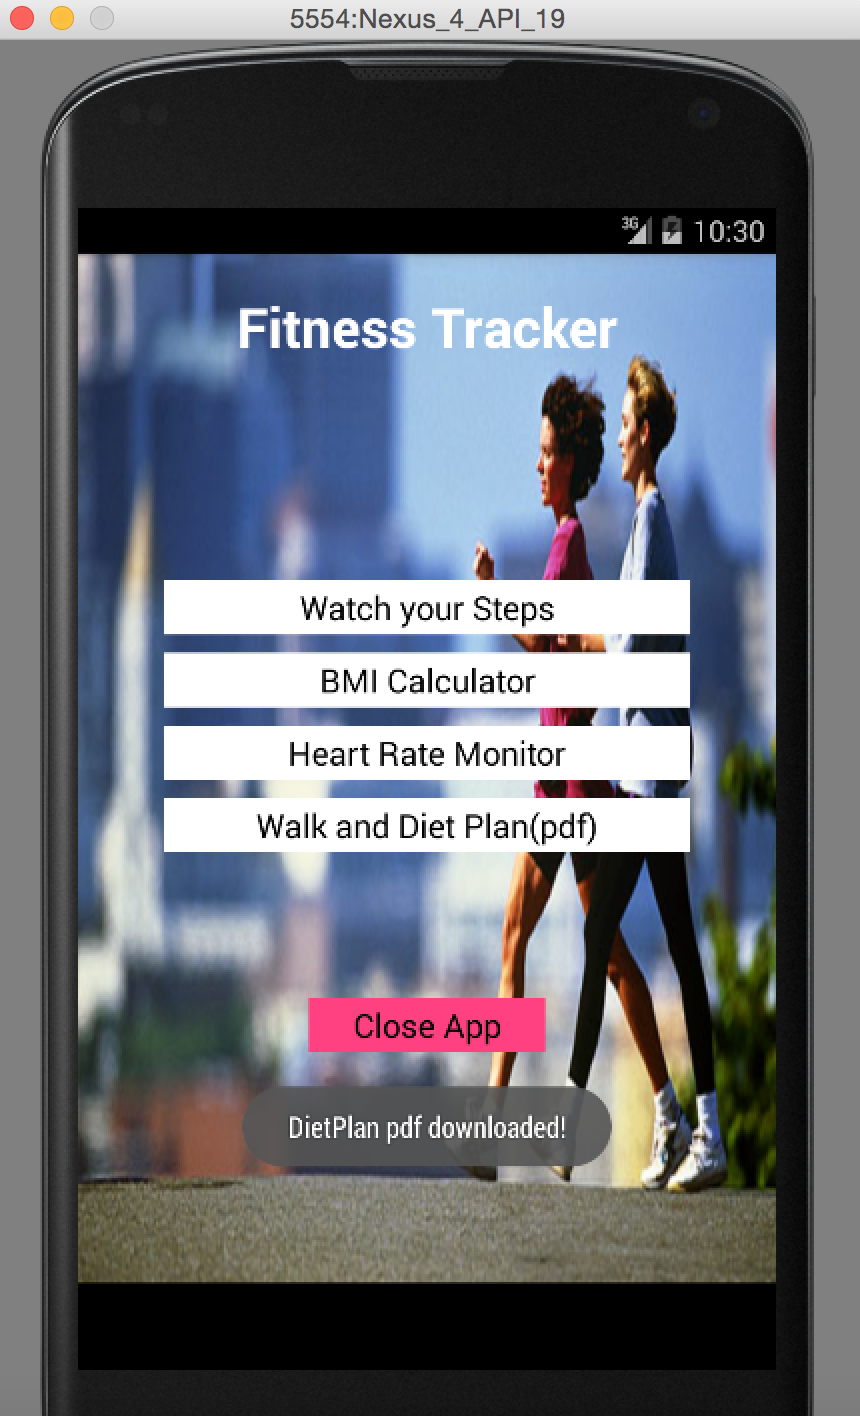 5554:Nexus_4_API_19
3G 10:30
Fitness Tracker
Watch your Steps
BMI Calculator
Heart Rate Monitor
Walk and Diet Plan(pdf)
Close App
DietPlan pdf downloaded!